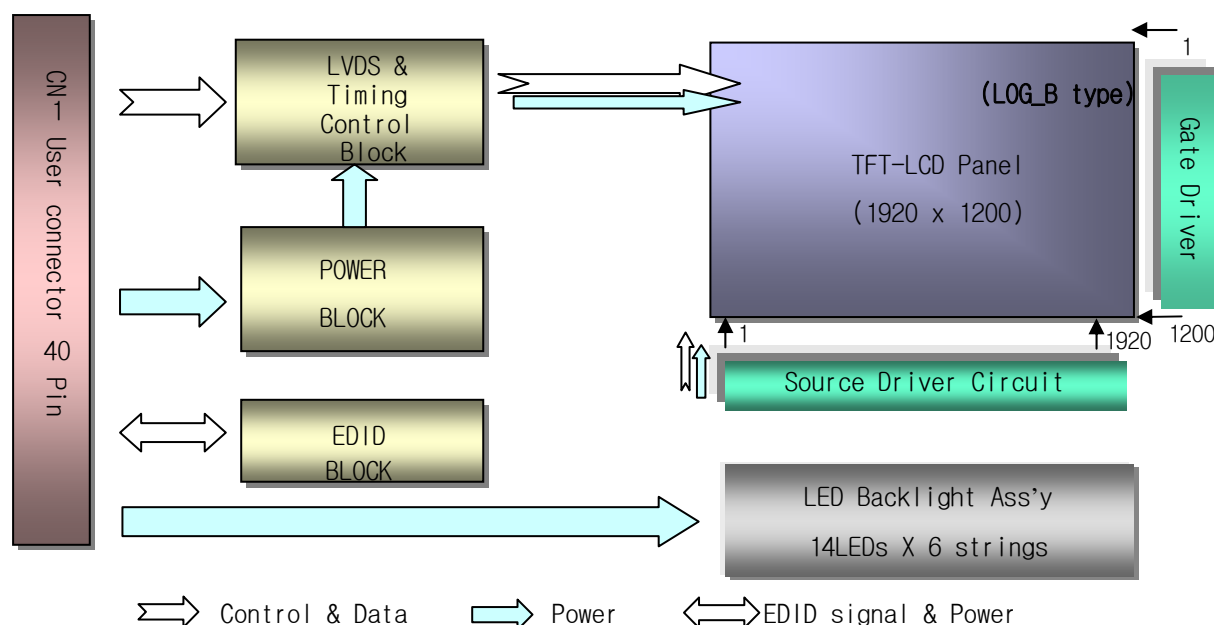 CN-1 User connector 40 Pin
LVDS &
Timing
Control
Block
POWER
BLOCK
EDID
BLOCK
(LOG_B type)
TFT-LCD Panel
(1920 x 1200)
1
Gate Driver
1200
1
1920
Source Driver Circuit
LED Backlight Ass’y
14LEDs X 6 strings
Control & Data
Power
EDID signal & Power